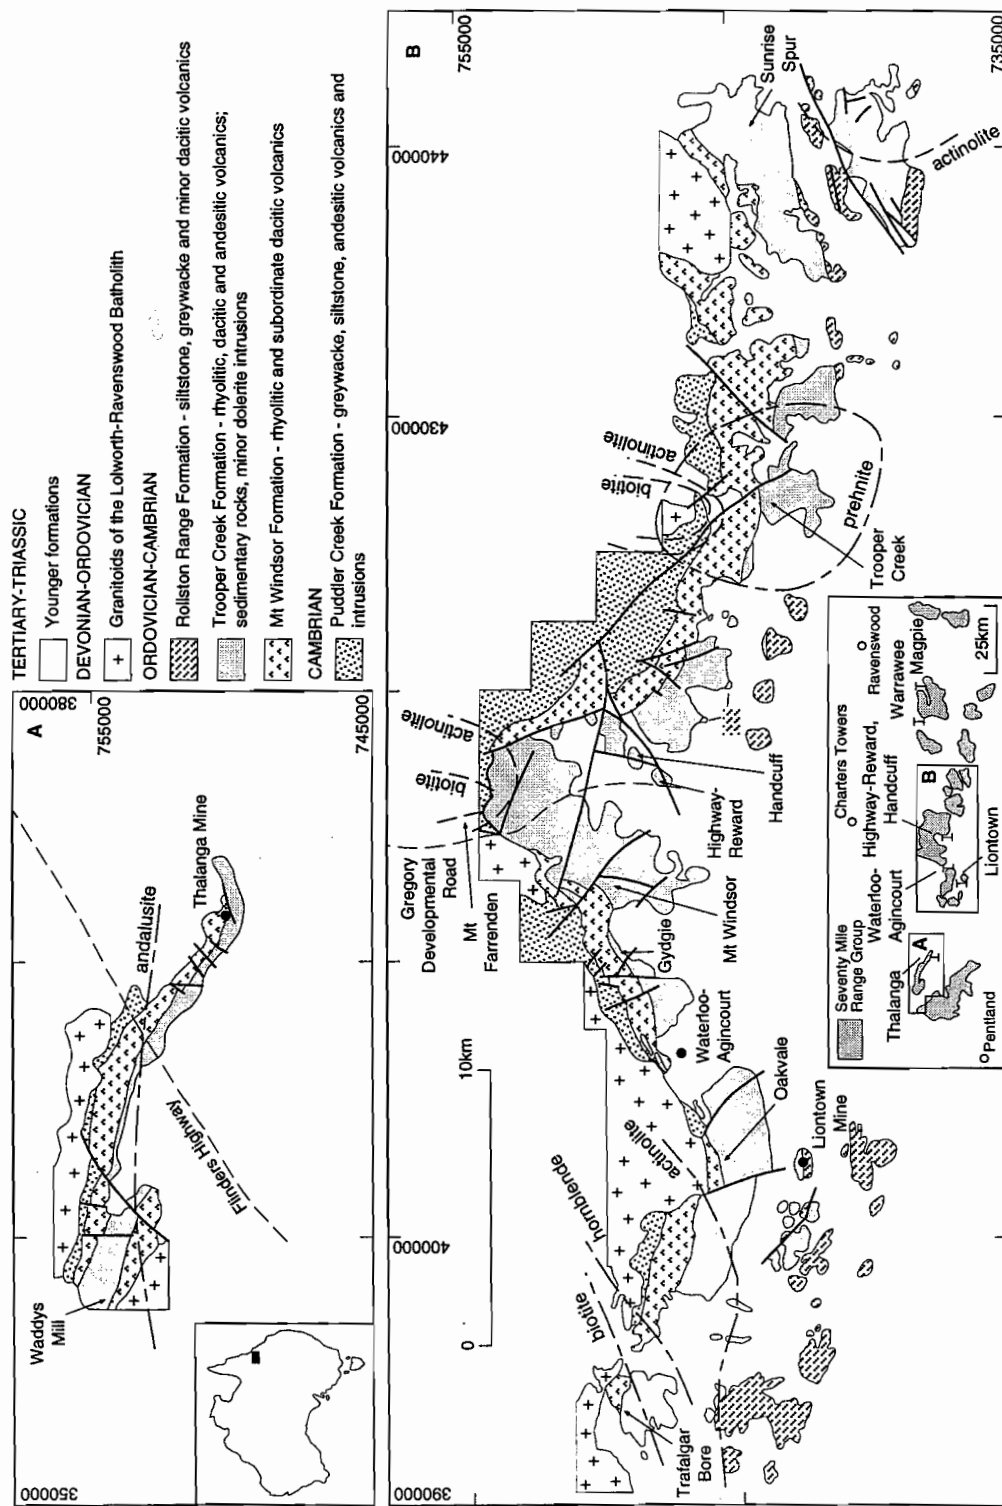 A
350000
380000
755000
745000
Waddys
Mill
andalusite
Flinders Highway
Thalanga Mine
TERTIARY-TRIASSIC
Younger formations
DEVONIAN-ORDOVICIAN
Granitoids of the Lolworth-Ravenswood Batholith
ORDOVICIAN-CAMBRIAN
Rollston Range Formation - siltstone, greywacke and minor dacitic volcanics
Trooper Creek Formation - rhyolitic, dacitic and andesitic volcanics;
sedimentary rocks, minor dolerite intrusions
Mt Windsor Formation - rhyolitic and subordinate dacitic volcanics
CAMBRIAN
Puddler Creek Formation - greywacke, siltstone, andesitic volcanics and
intrusions
B
390000
400000
430000
440000
755000
735000
0
10km
Trafalgar
Bore
biotite
hornblende
actinolite
Liontown
Mine
Oakvale
Waterloo-
Agincourt
Gydgie
Mt Windsor
Highway-
Reward
Handcuff
Gregory
Developmental
Road
Mt
Farrenden
biotite
actinolite
biotite
actinolite
prehnite
Trooper
Creek
Sunrise
Spur
actinolite
Seventy Mile
Range Group
Thalanga
A
Pentland
Waterloo-
Agincourt
Charters Towers
Highway-Reward,
Handcuff
B
Liontown
Ravenswood
Warrawee
Magpie
25km